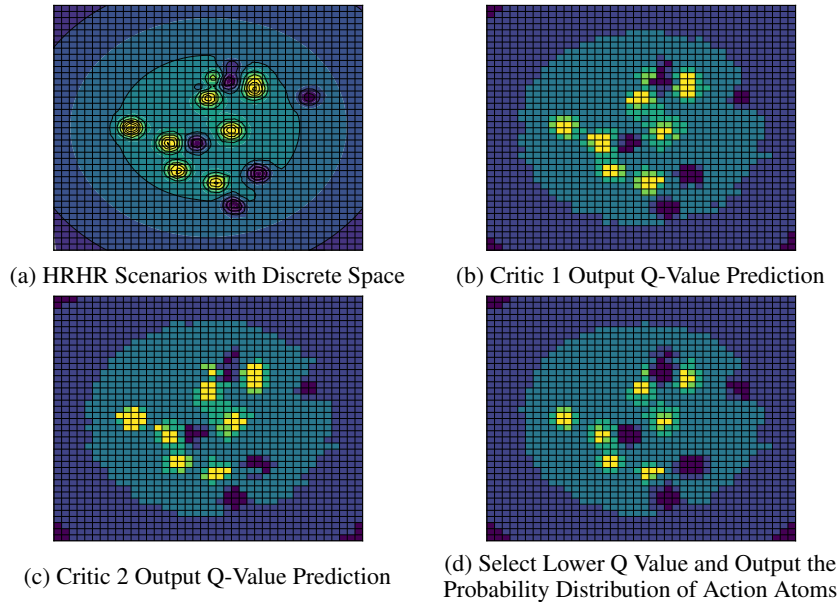 (a) HRHR Scenarios with Discrete Space
(b) Critic 1 Output Q-Value Prediction
(c) Critic 2 Output Q-Value Prediction
(d) Select Lower Q Value and Output the
Probability Distribution of Action Atoms